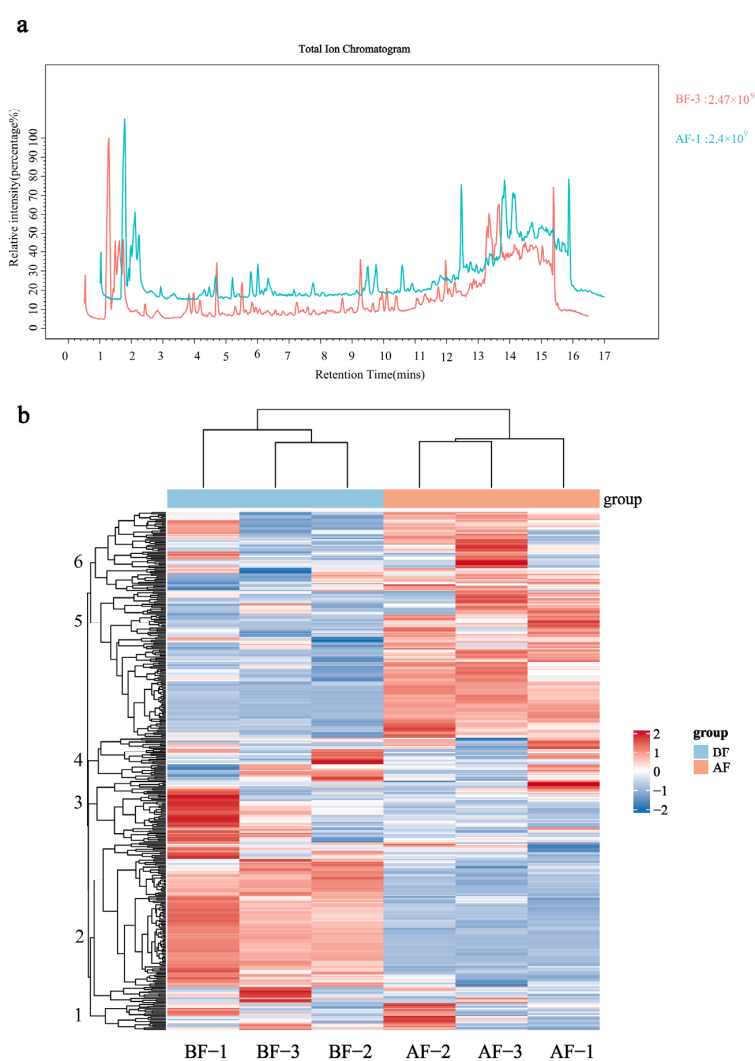 a
Total Ion Chromatogram
BF-3 : 2.47×10⁹
AF-1 : 2.4×10⁹
Relative intensity(percentage%)
100
90
80
70
60
50
40
30
20
10
0
0 1 2 3 4 5 6 7 8 9 10 11 12 13 14 15 16 17
Retention Time(mins)
b
group
6
5
4
3
2
1
2
1
0
−1
−2
group
BF
AF
BF−1 BF−3 BF−2 AF−2 AF−3 AF−1